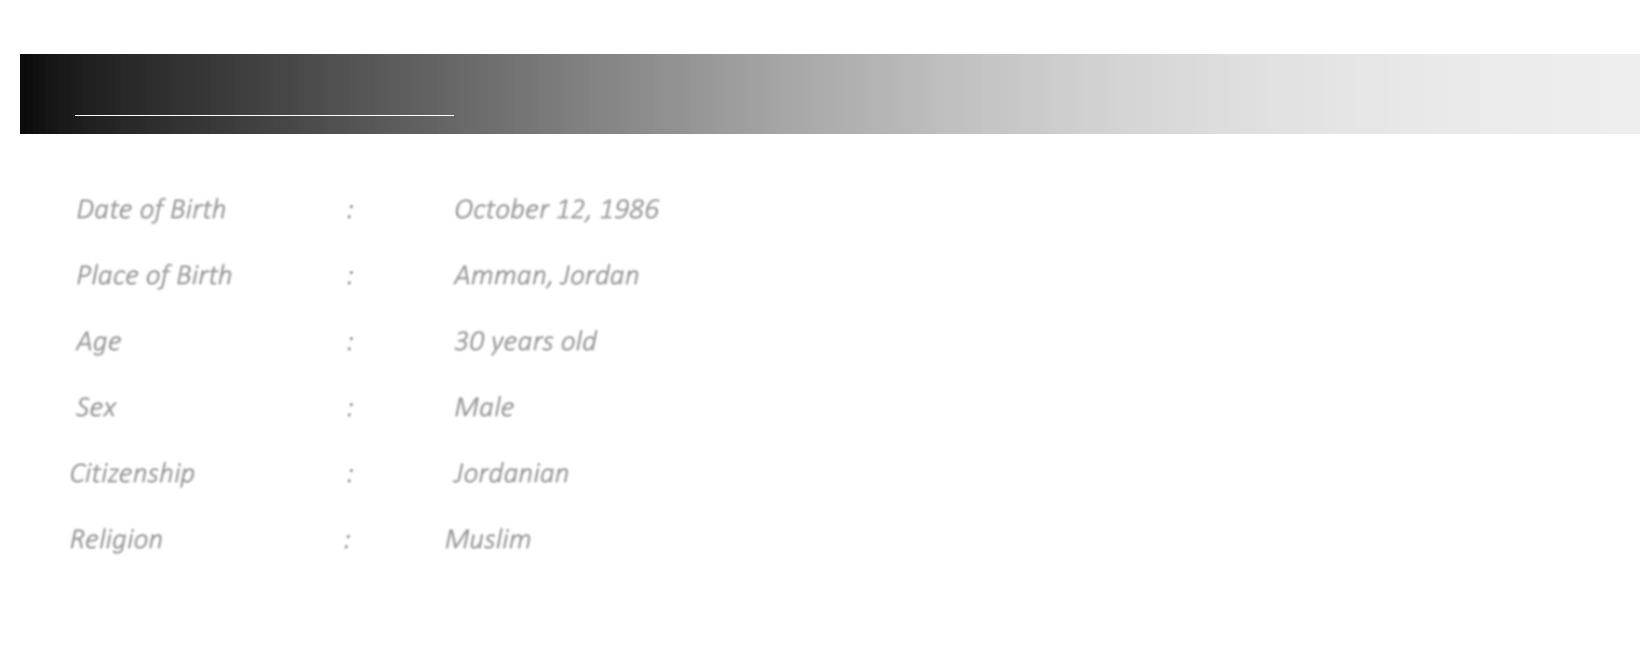 Date of Birth : October 12, 1986
Place of Birth : Amman, Jordan
Age : 30 years old
Sex : Male
Citizenship : Jordanian
Religion : Muslim